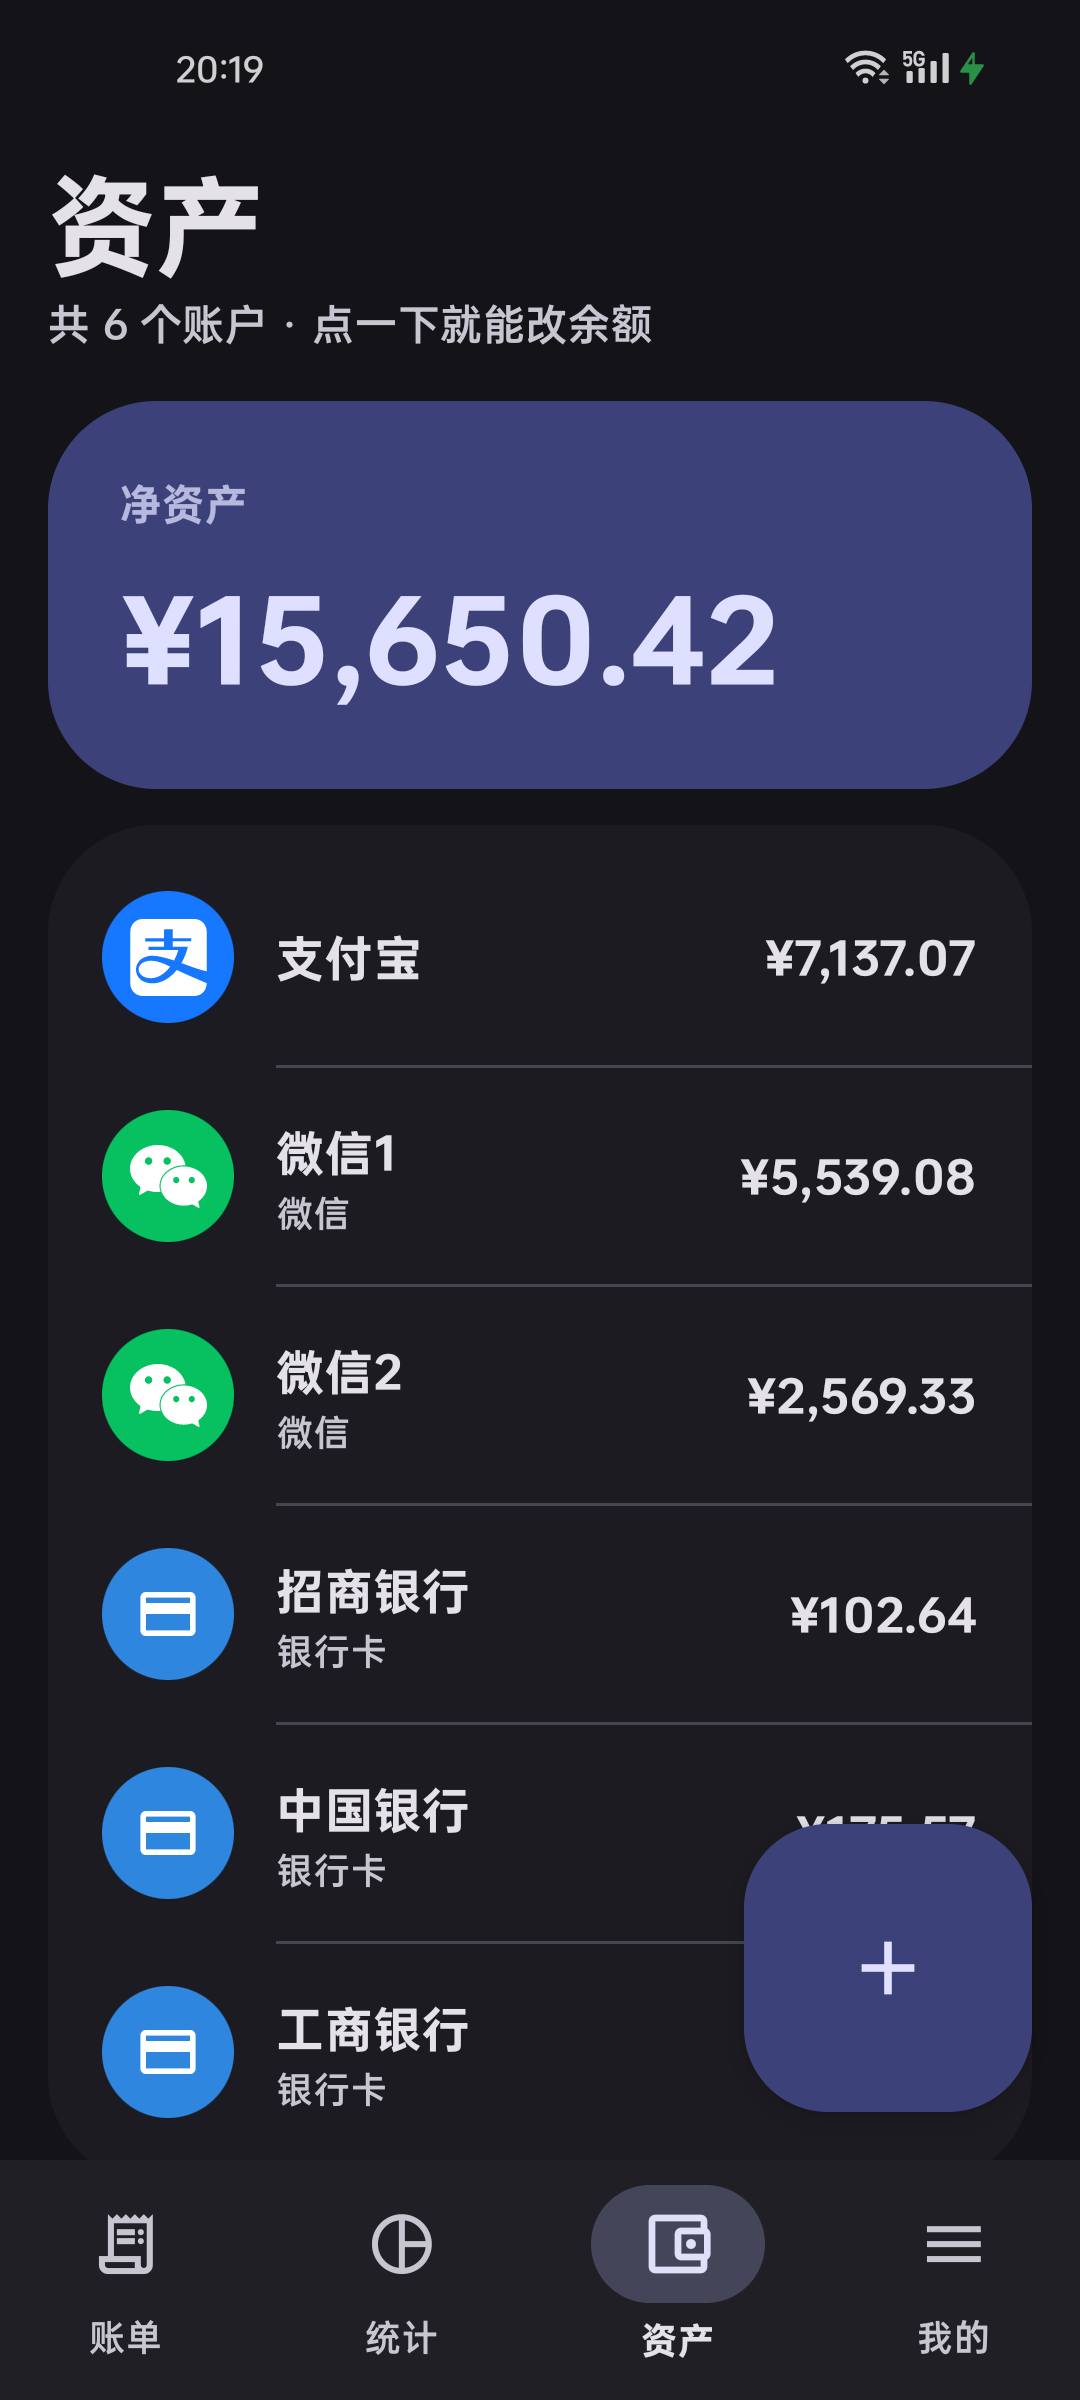 20:19
5G
资产
共 6 个账户 · 点一下就能改余额
净资产
¥15,650.42
支
支付宝
¥7,137.07
微信1
¥5,539.08
微信
微信2
¥2,569.33
微信
招商银行
¥102.64
银行卡
中国银行
银行卡
工商银行
银行卡
账单
统计
资产
我的